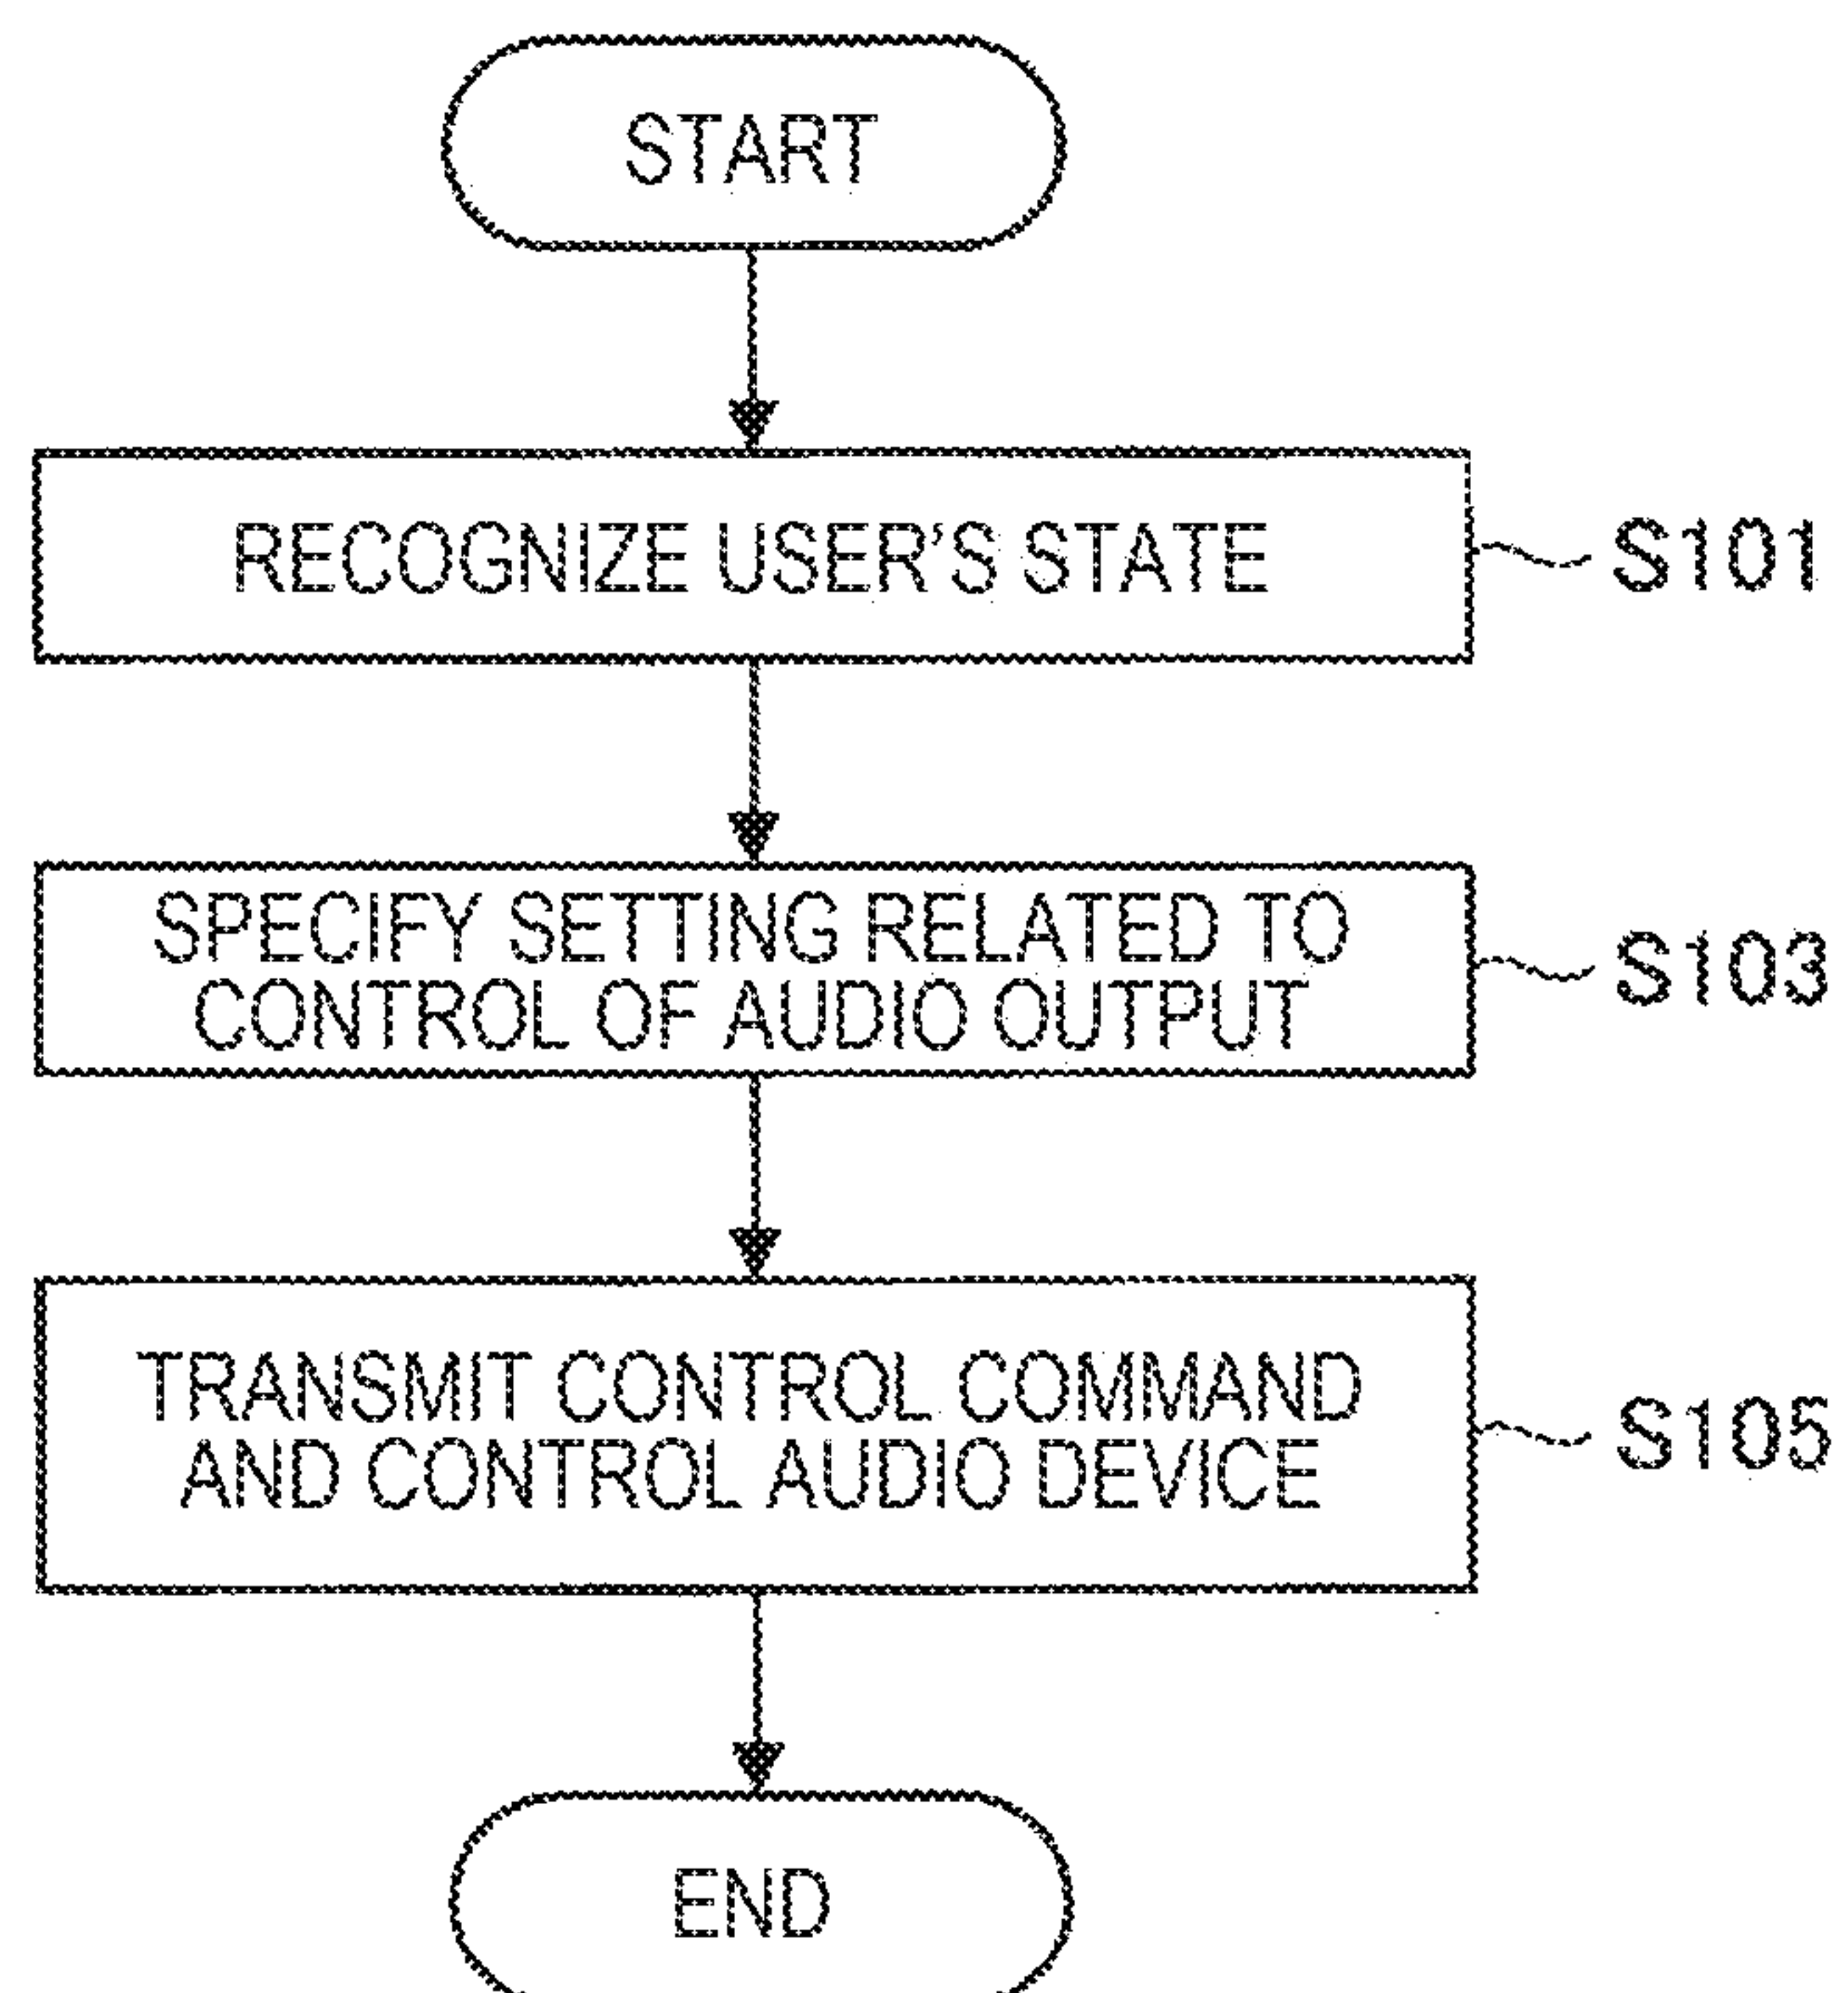 START
RECOGNIZE USER'S STATE
S101
SPECIFY SETTING RELATED TO
CONTROL OF AUDIO OUTPUT
S103
TRANSMIT CONTROL COMMAND
AND CONTROL AUDIO DEVICE
S105
END